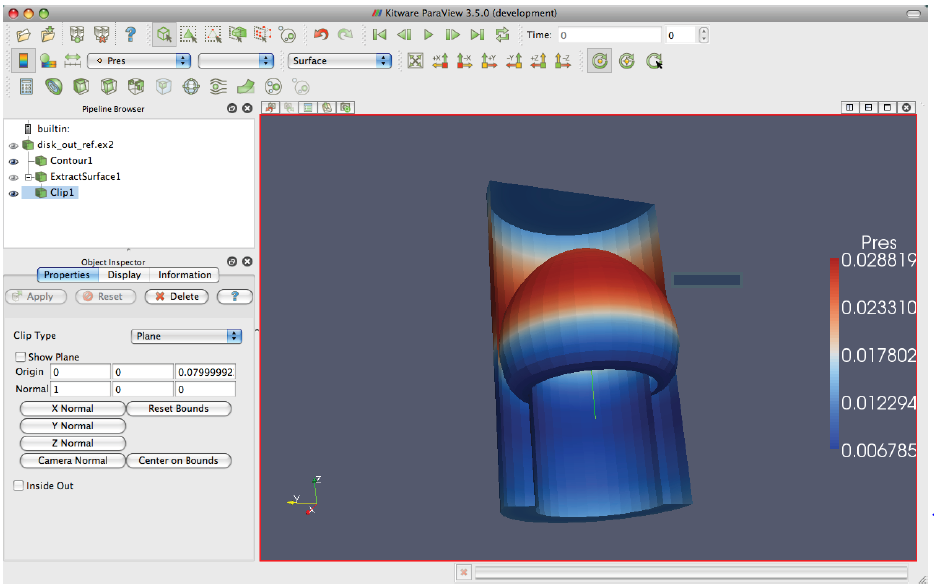 Kitware ParaView 3.5.0 (development)
Time: 0 0
Pres Surface
+X -X +Y -Y +Z -Z
Pipeline Browser
builtin:
disk_out_ref.ex2
Contour1
ExtractSurface1
Clip1
Object Inspector
Properties Display Information
Apply Reset Delete ?
Clip Type Plane
Show Plane
Origin 0 0 0.07999992
Normal 1 0 0
X Normal Reset Bounds
Y Normal
Z Normal
Camera Normal Center on Bounds
Inside Out
Pres
0.028819
0.023310
0.017802
0.012294
0.006785
Z
Y
X